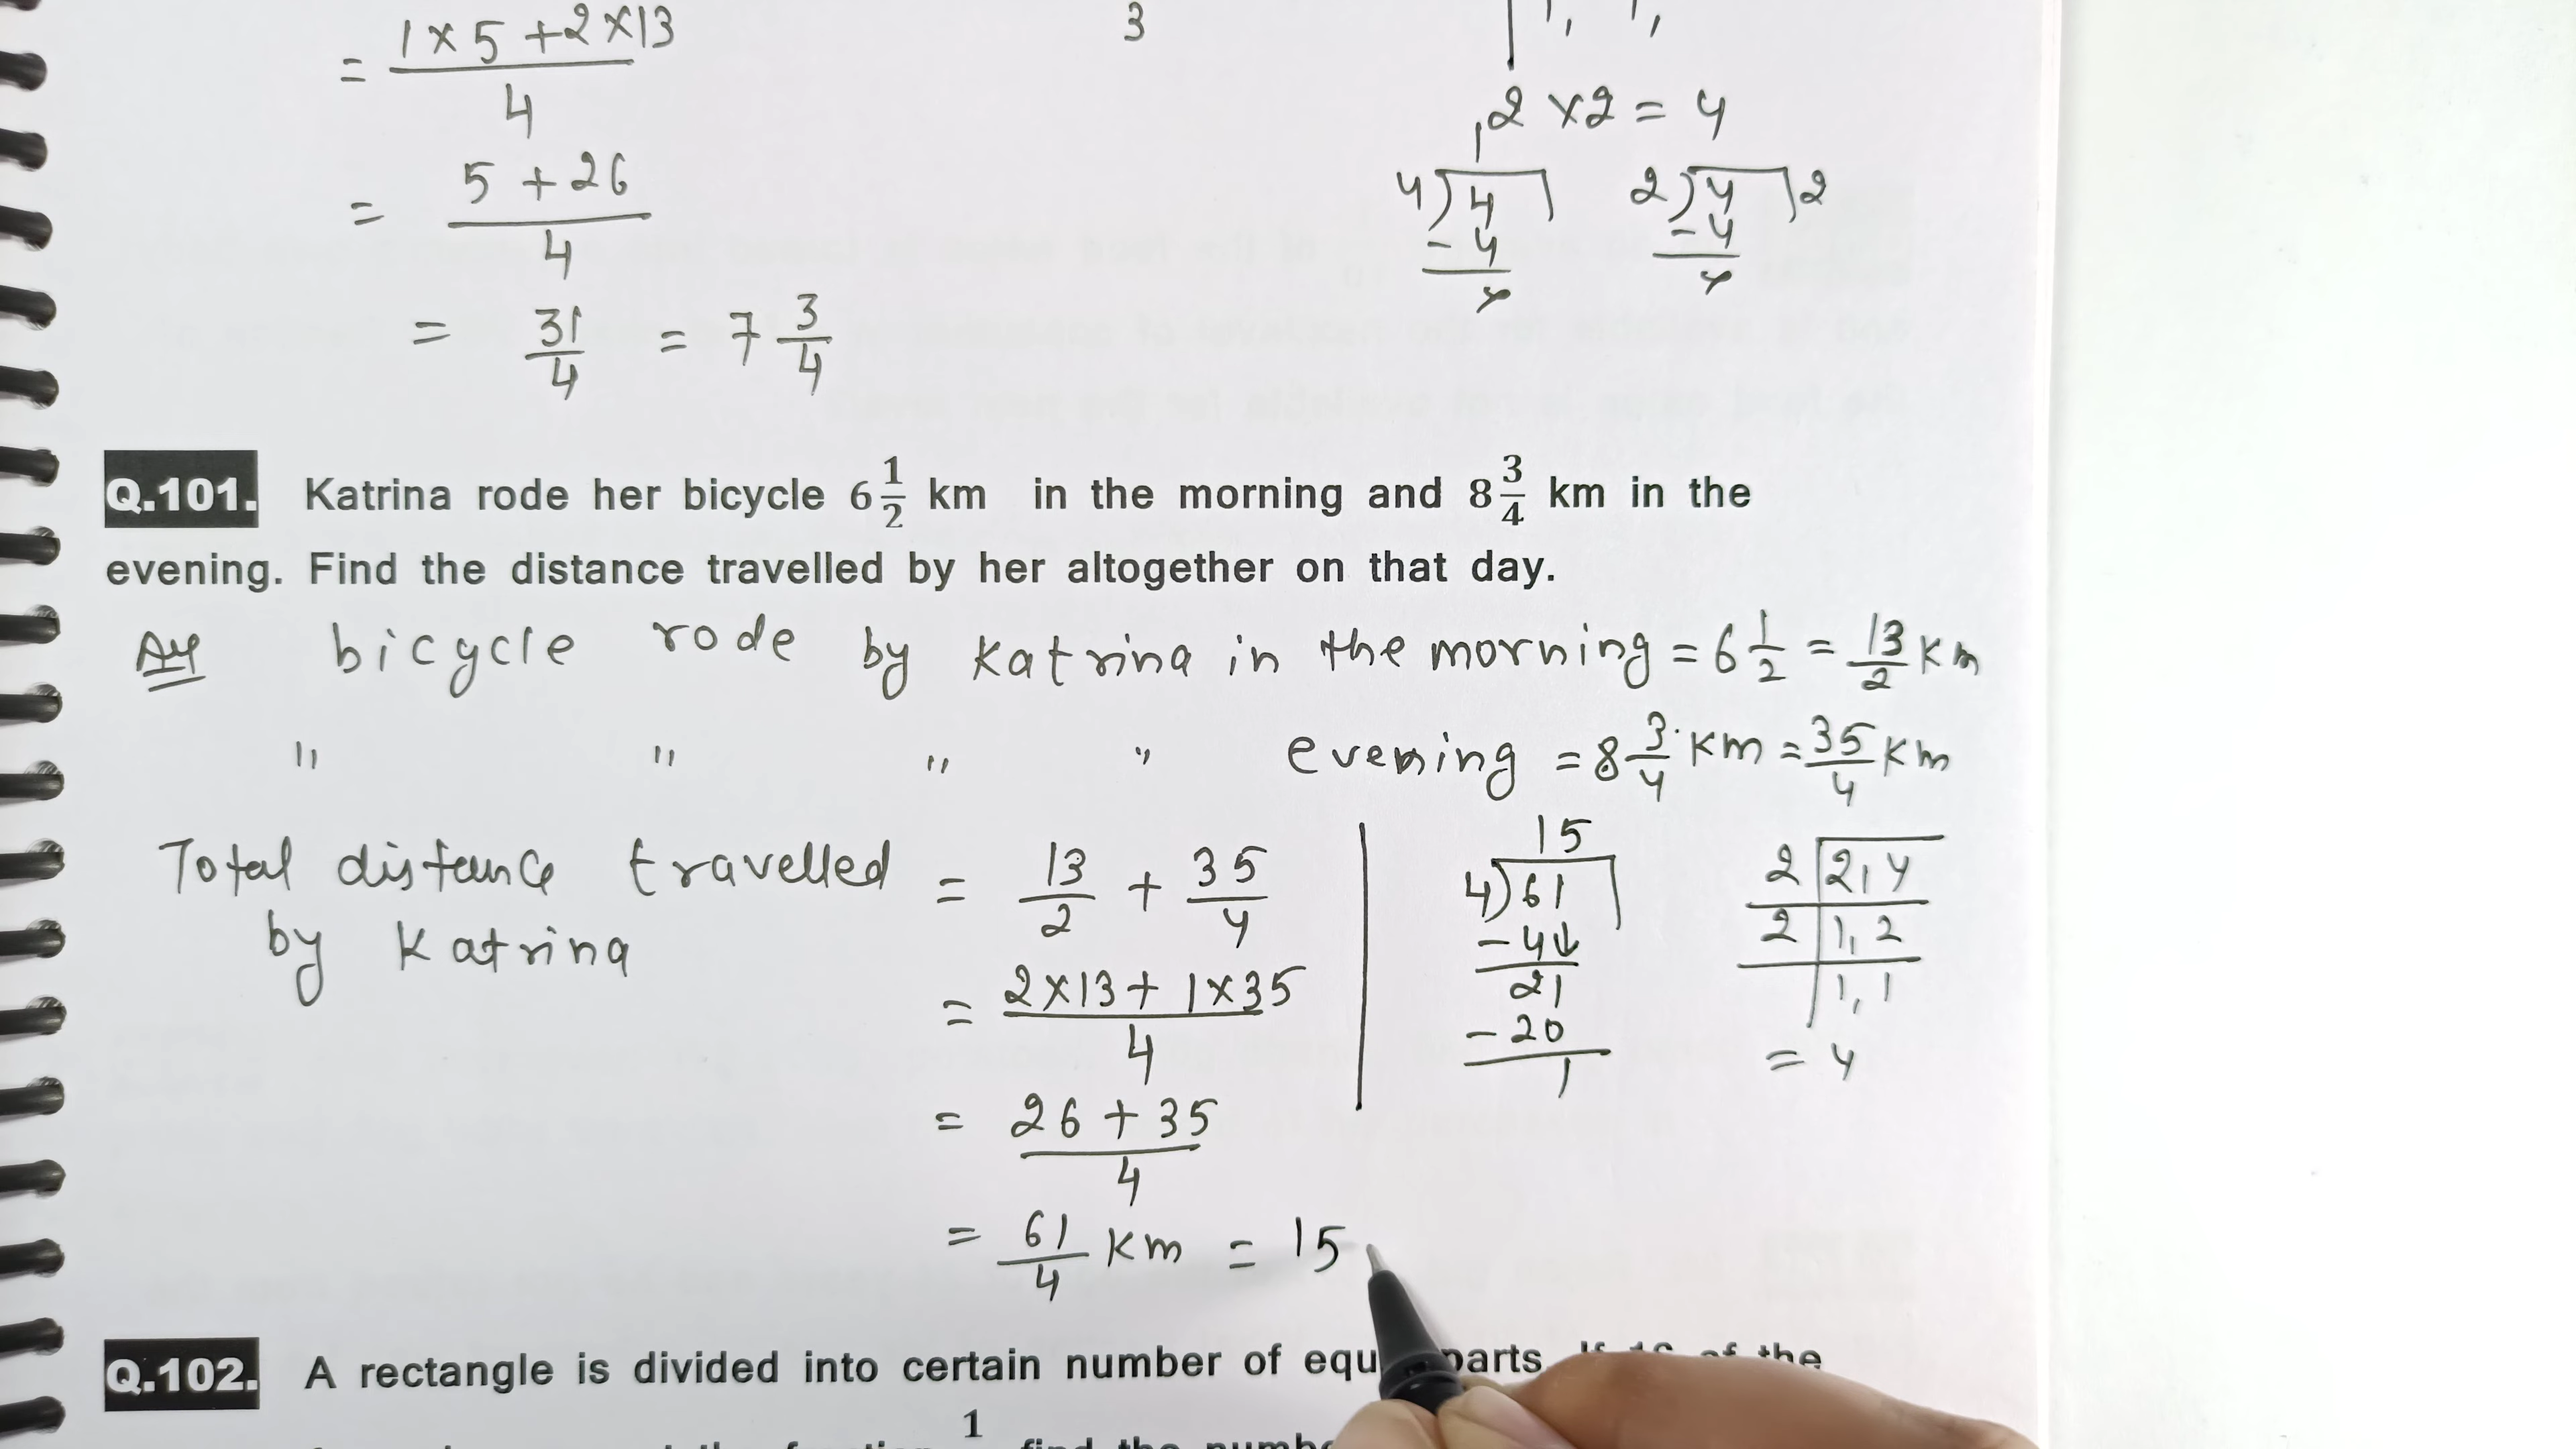 = 1 × 5 + 2 × 13 / 4
3
= 5 + 26 / 4
= 31/4 = 7 3/4
2 × 2 = 4
1
4) 4
- 4
×
2) 4 2
- 4
×
Q.101. Katrina rode her bicycle 6 1/2 km in the morning and 8 3/4 km in the
evening. Find the distance travelled by her altogether on that day.
bicycle rode by Katrina in the morning = 6 1/2 = 13/2 Km
" " " " evening = 8 3/4 Km = 35/4 Km
Total distance travelled = 13/2 + 35/4
by Katrina
= 2×13 + 1×35 / 4
= 26 + 35 / 4
= 61/4 Km = 15
15
4) 61
- 4↓
21
- 20
1
2 | 2, 4
2 | 1, 2
1, 1
= 4
Q.102. A rectangle is divided into certain number of parts the
1
the